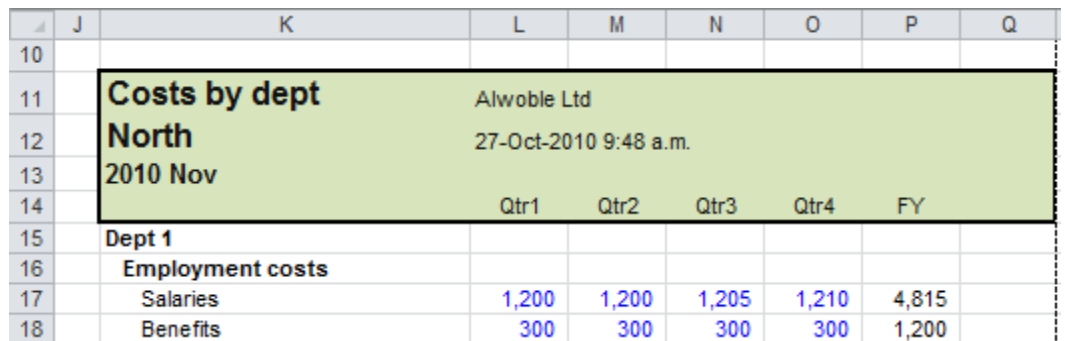 J K L M N O P Q
10
11 Costs by dept Alwoble Ltd
12 North 27-Oct-2010 9:48 a.m.
13 2010 Nov
14 Qtr1 Qtr2 Qtr3 Qtr4 FY
15 Dept 1
16 Employment costs
17 Salaries 1,200 1,200 1,205 1,210 4,815
18 Benefits 300 300 300 300 1,200